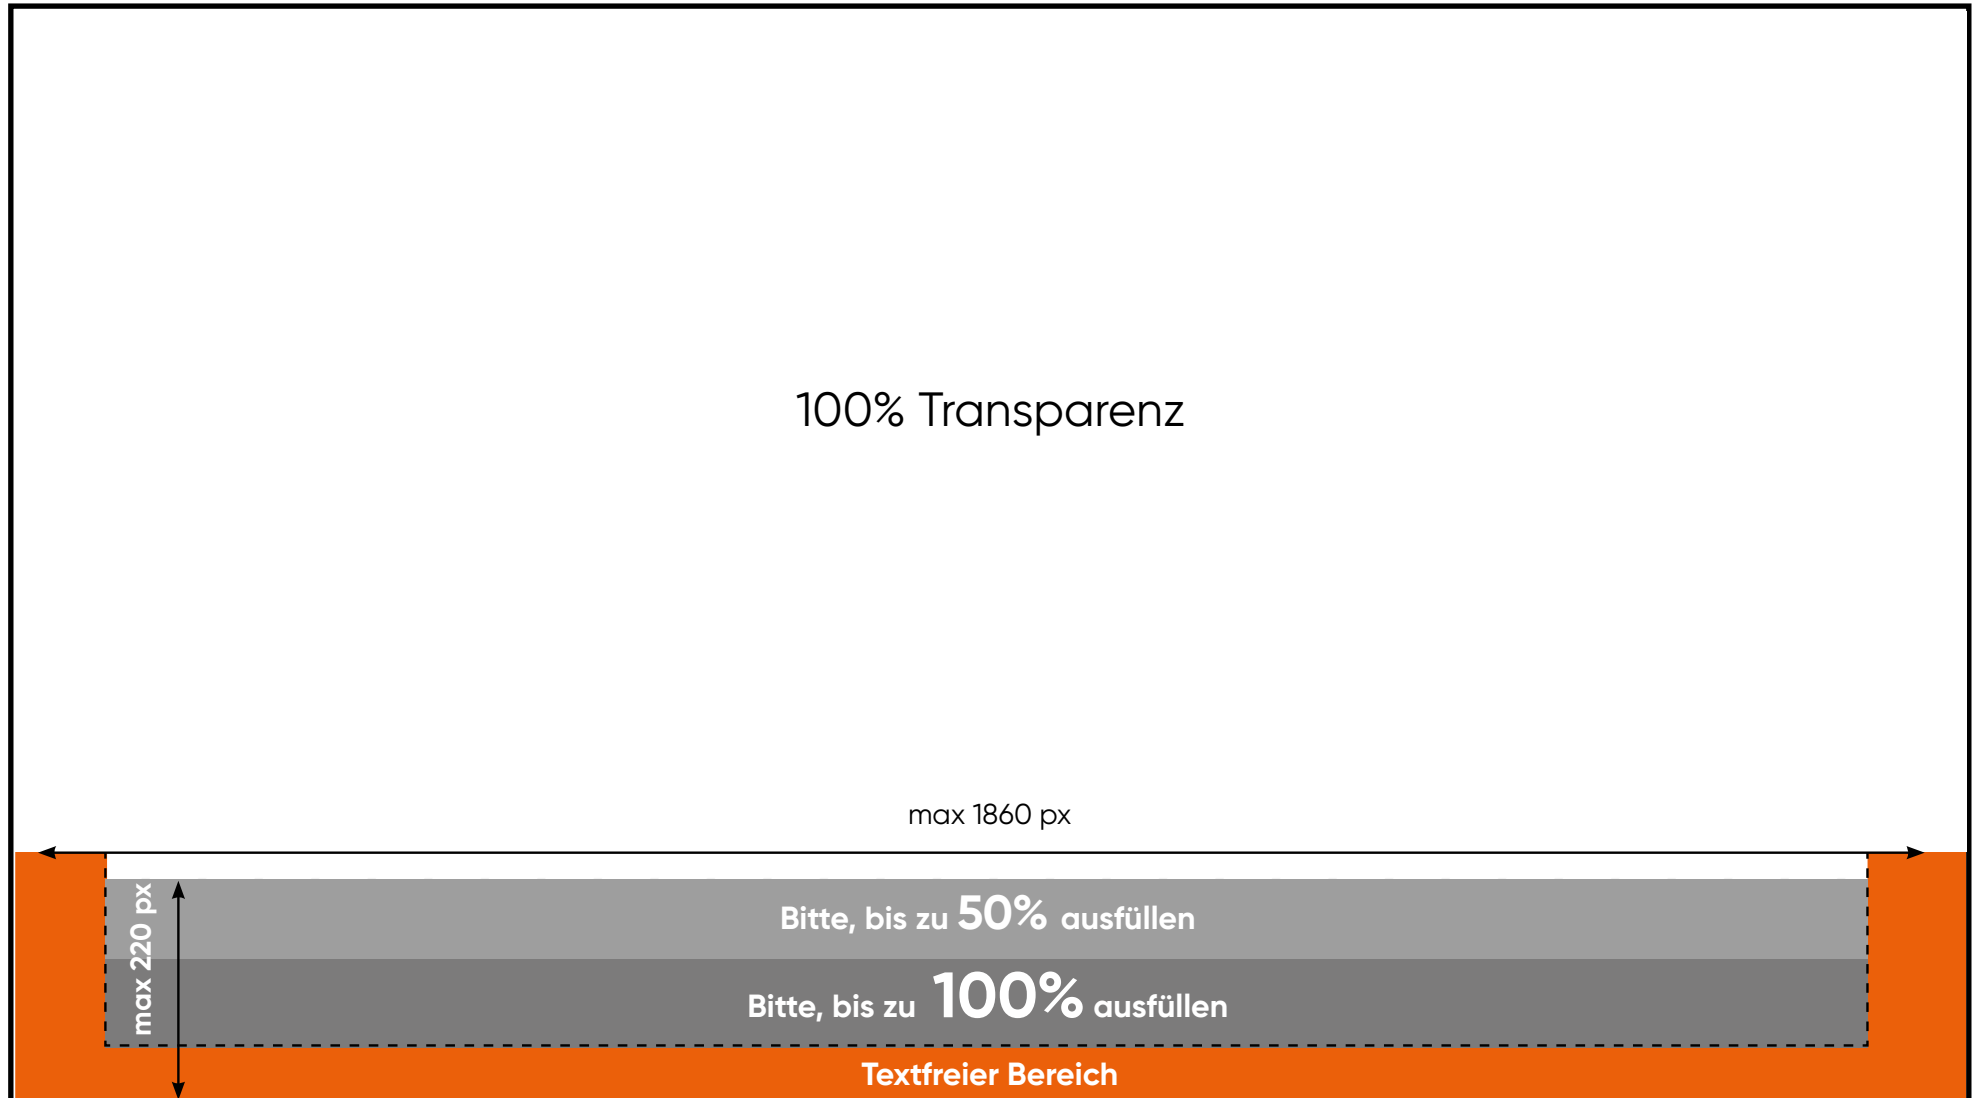 100% Transparenz
max 1860 px
max 220 px
Bitte, bis zu 50% ausfüllen
Bitte, bis zu 100% ausfüllen
Textfreier Bereich